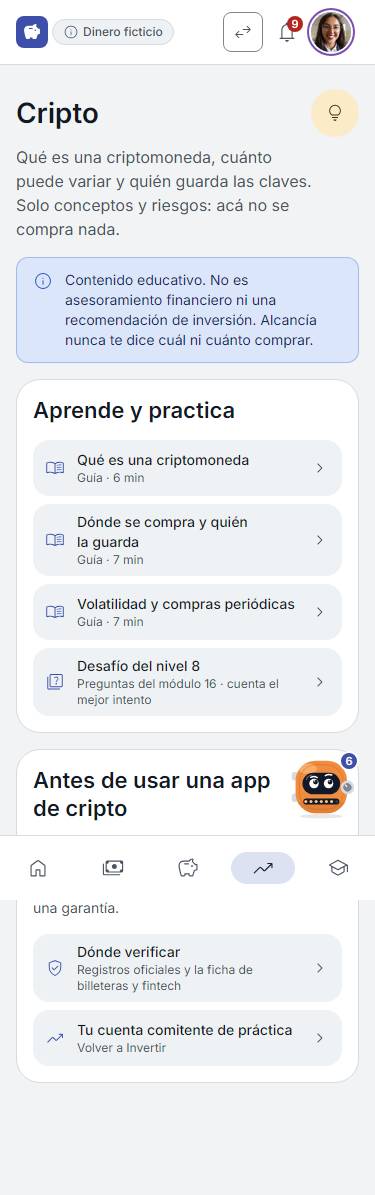 Dinero ficticio
9
Cripto
Qué es una criptomoneda, cuánto
puede variar y quién guarda las claves.
Solo conceptos y riesgos: acá no se
compra nada.
Contenido educativo. No es
asesoramiento financiero ni una
recomendación de inversión. Alcancía
nunca te dice cuál ni cuánto comprar.
Aprende y practica
Qué es una criptomoneda
Guía · 6 min
Dónde se compra y quién
la guarda
Guía · 7 min
Volatilidad y compras periódicas
Guía · 7 min
Desafío del nivel 8
Preguntas del módulo 16 · cuenta el
mejor intento
6
Antes de usar una app
de cripto
una garantía.
Dónde verificar
Registros oficiales y la ficha de
billeteras y fintech
Tu cuenta comitente de práctica
Volver a Invertir